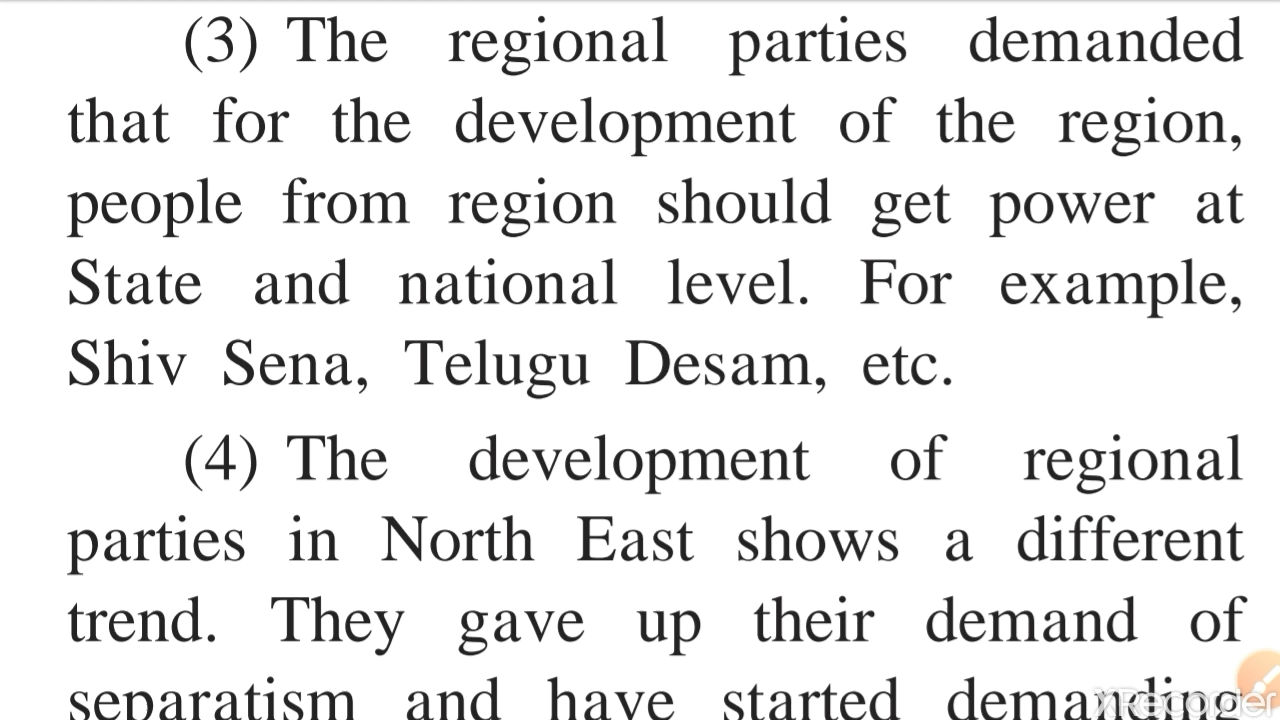 (3) The regional parties demanded
that for the development of the region,
people from region should get power at
State and national level. For example,
Shiv Sena, Telugu Desam, etc.
(4) The development of regional
parties in North East shows a different
trend. They gave up their demand of
separatism and have started demanding
XRecorder